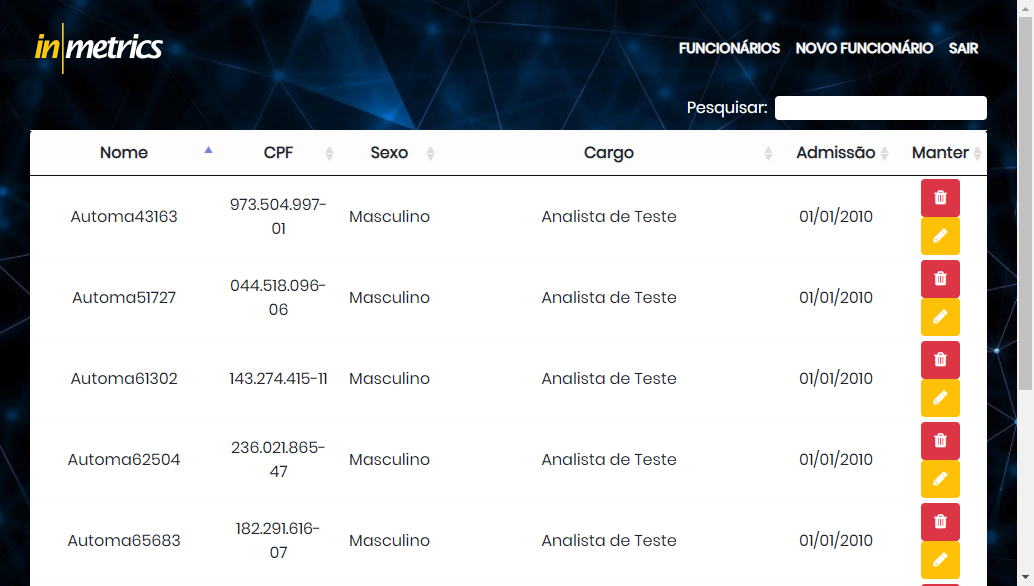 in|metrics
FUNCIONÁRIOS NOVO FUNCIONÁRIO SAIR
Pesquisar:
Nome CPF Sexo Cargo Admissão Manter
Automa43163 973.504.997-01 Masculino Analista de Teste 01/01/2010
Automa51727 044.518.096-06 Masculino Analista de Teste 01/01/2010
Automa61302 143.274.415-11 Masculino Analista de Teste 01/01/2010
Automa62504 236.021.865-47 Masculino Analista de Teste 01/01/2010
Automa65683 182.291.616-07 Masculino Analista de Teste 01/01/2010